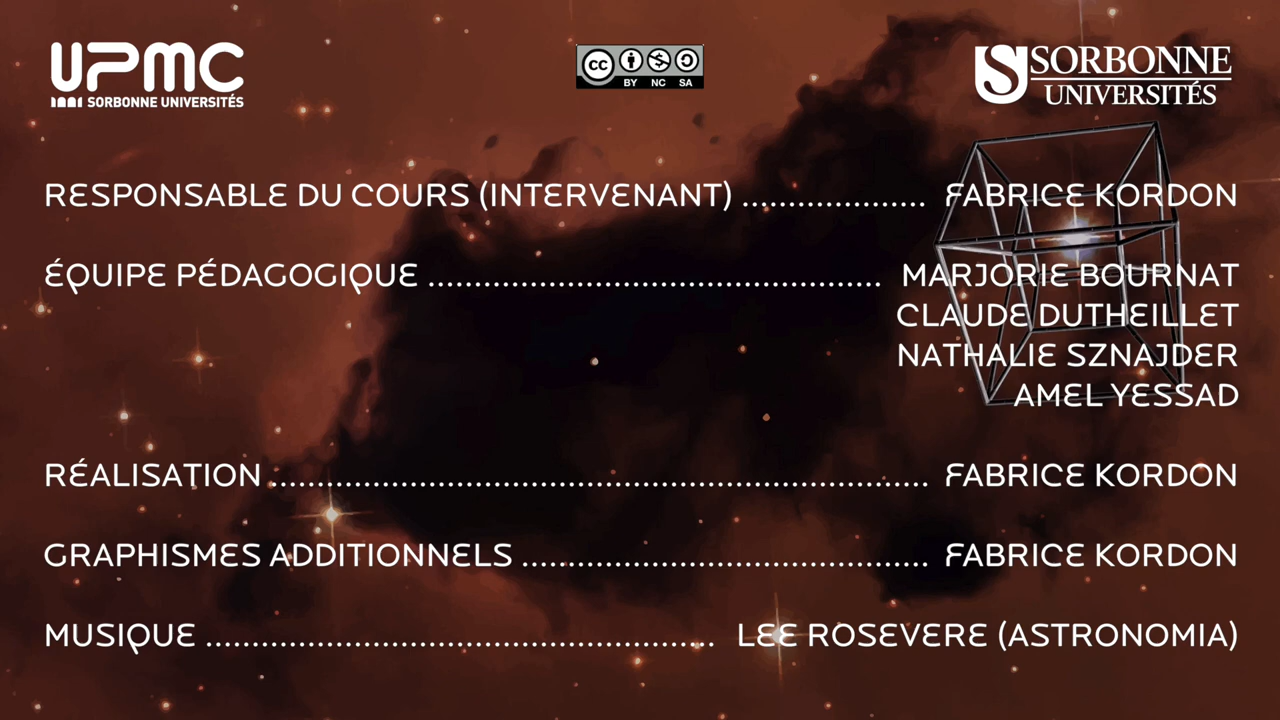 UPMC
SORBONNE UNIVERSITÉS
cc BY NC SA
S SORBONNE
UNIVERSITÉS
RESPONSABLE DU COURS (INTERVENANT) .................... FABRICE KORDON
ÉQUIPE PÉDAGOGIQUE ................................................. MARJORIE BOURNAT
CLAUDE DUTHEILLET
NATHALIE SZNAJDER
AMEL YESSAD
RÉALISATION ....................................................................... FABRICE KORDON
GRAPHISMES ADDITIONNELS ............................................ FABRICE KORDON
MUSIQUE ....................................................... LEE ROSEVERE (ASTRONOMIA)